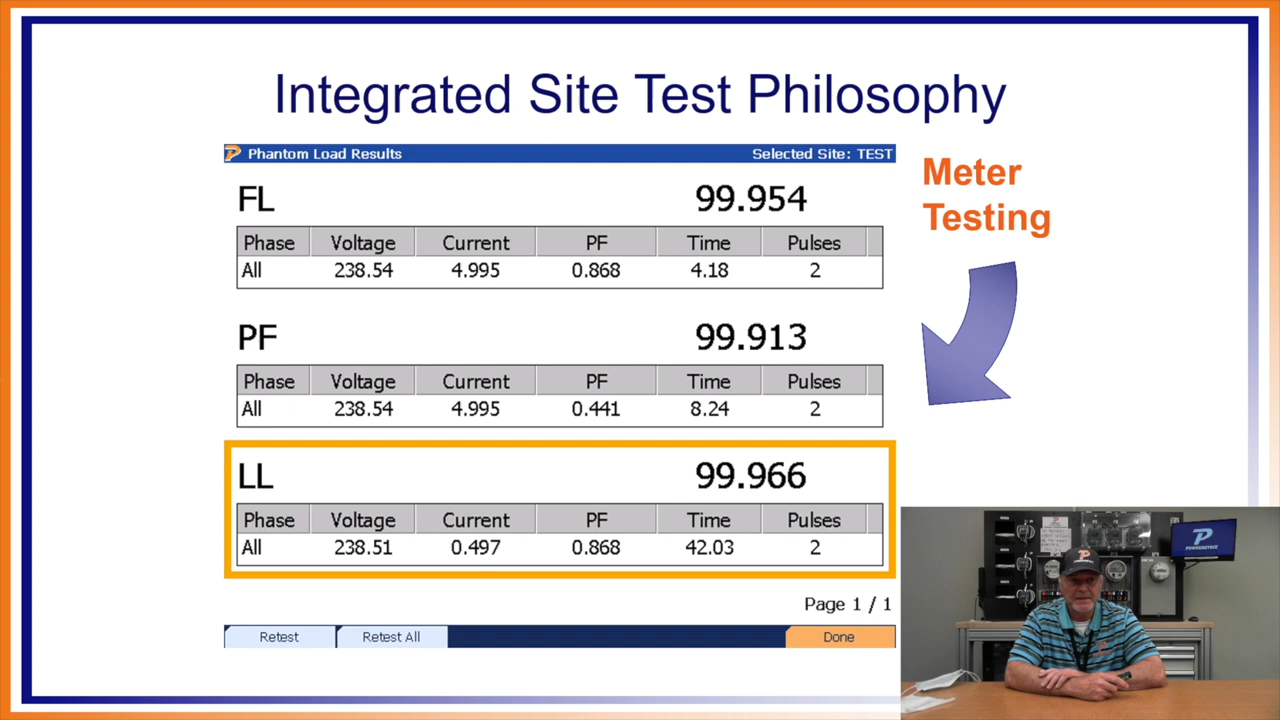 Integrated Site Test Philosophy
Phantom Load Results Selected Site: TEST
Meter
Testing
FL 99.954
Phase Voltage Current PF Time Pulses
All 238.54 4.995 0.868 4.18 2
PF 99.913
Phase Voltage Current PF Time Pulses
All 238.54 4.995 0.441 8.24 2
LL 99.966
Phase Voltage Current PF Time Pulses
All 238.51 0.497 0.868 42.03 2
Page 1 / 1
Retest Retest All Done
POWERMETRIX